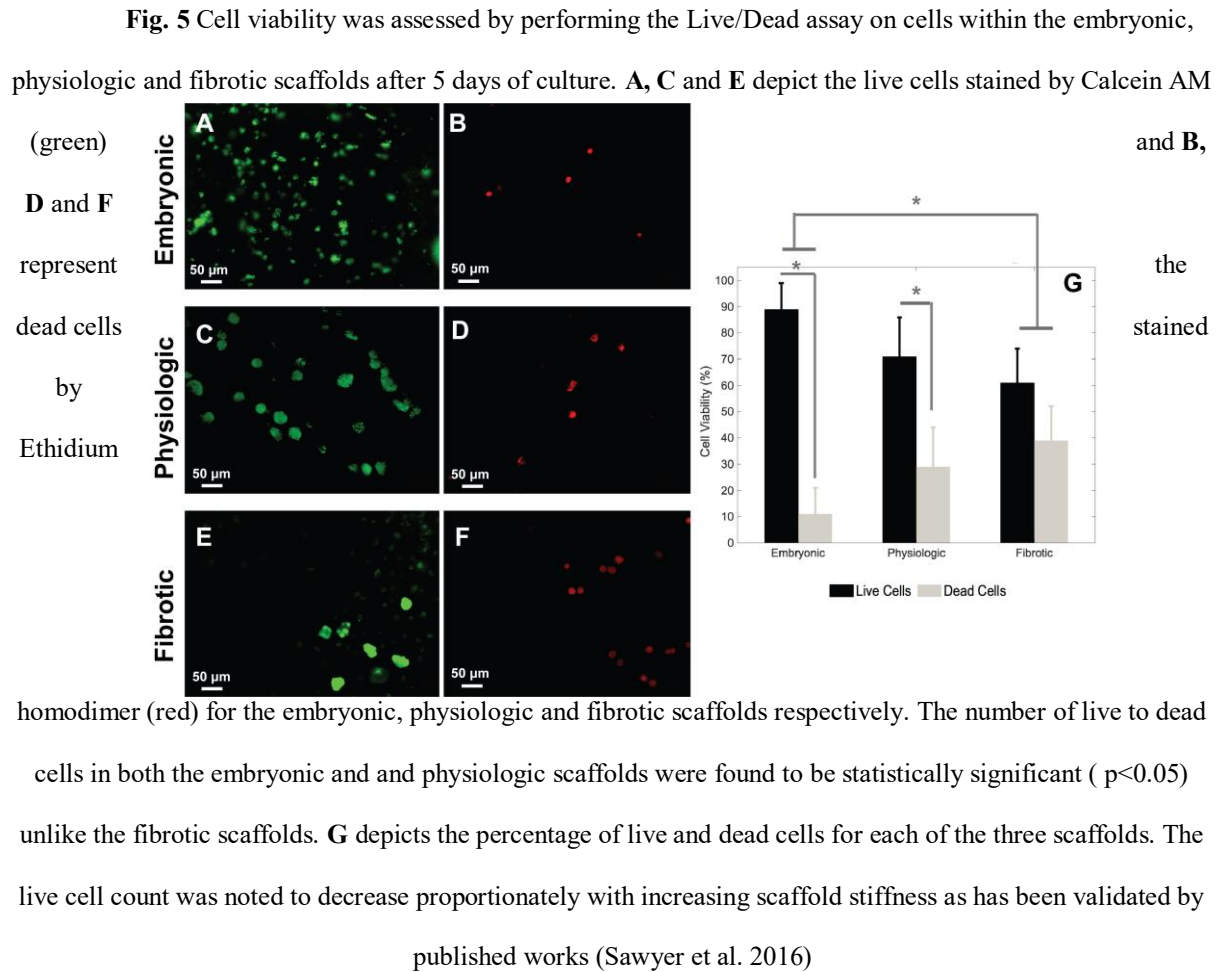 Fig. 5 Cell viability was assessed by performing the Live/Dead assay on cells within the embryonic,
physiologic and fibrotic scaffolds after 5 days of culture. A, C and E depict the live cells stained by Calcein AM
(green) and B,
D and F
represent the
dead cells stained
by
Ethidium
Embryonic
A
50 µm
B
50 µm
Physiologic
C
50 µm
D
50 µm
Fibrotic
E
50 µm
F
50 µm
*
* *
G
Cell Viability (%)
100
90
80
70
60
50
40
30
20
10
0
Embryonic Physiologic Fibrotic
Live Cells Dead Cells
homodimer (red) for the embryonic, physiologic and fibrotic scaffolds respectively. The number of live to dead
cells in both the embryonic and and physiologic scaffolds were found to be statistically significant ( p<0.05)
unlike the fibrotic scaffolds. G depicts the percentage of live and dead cells for each of the three scaffolds. The
live cell count was noted to decrease proportionately with increasing scaffold stiffness as has been validated by
published works (Sawyer et al. 2016)